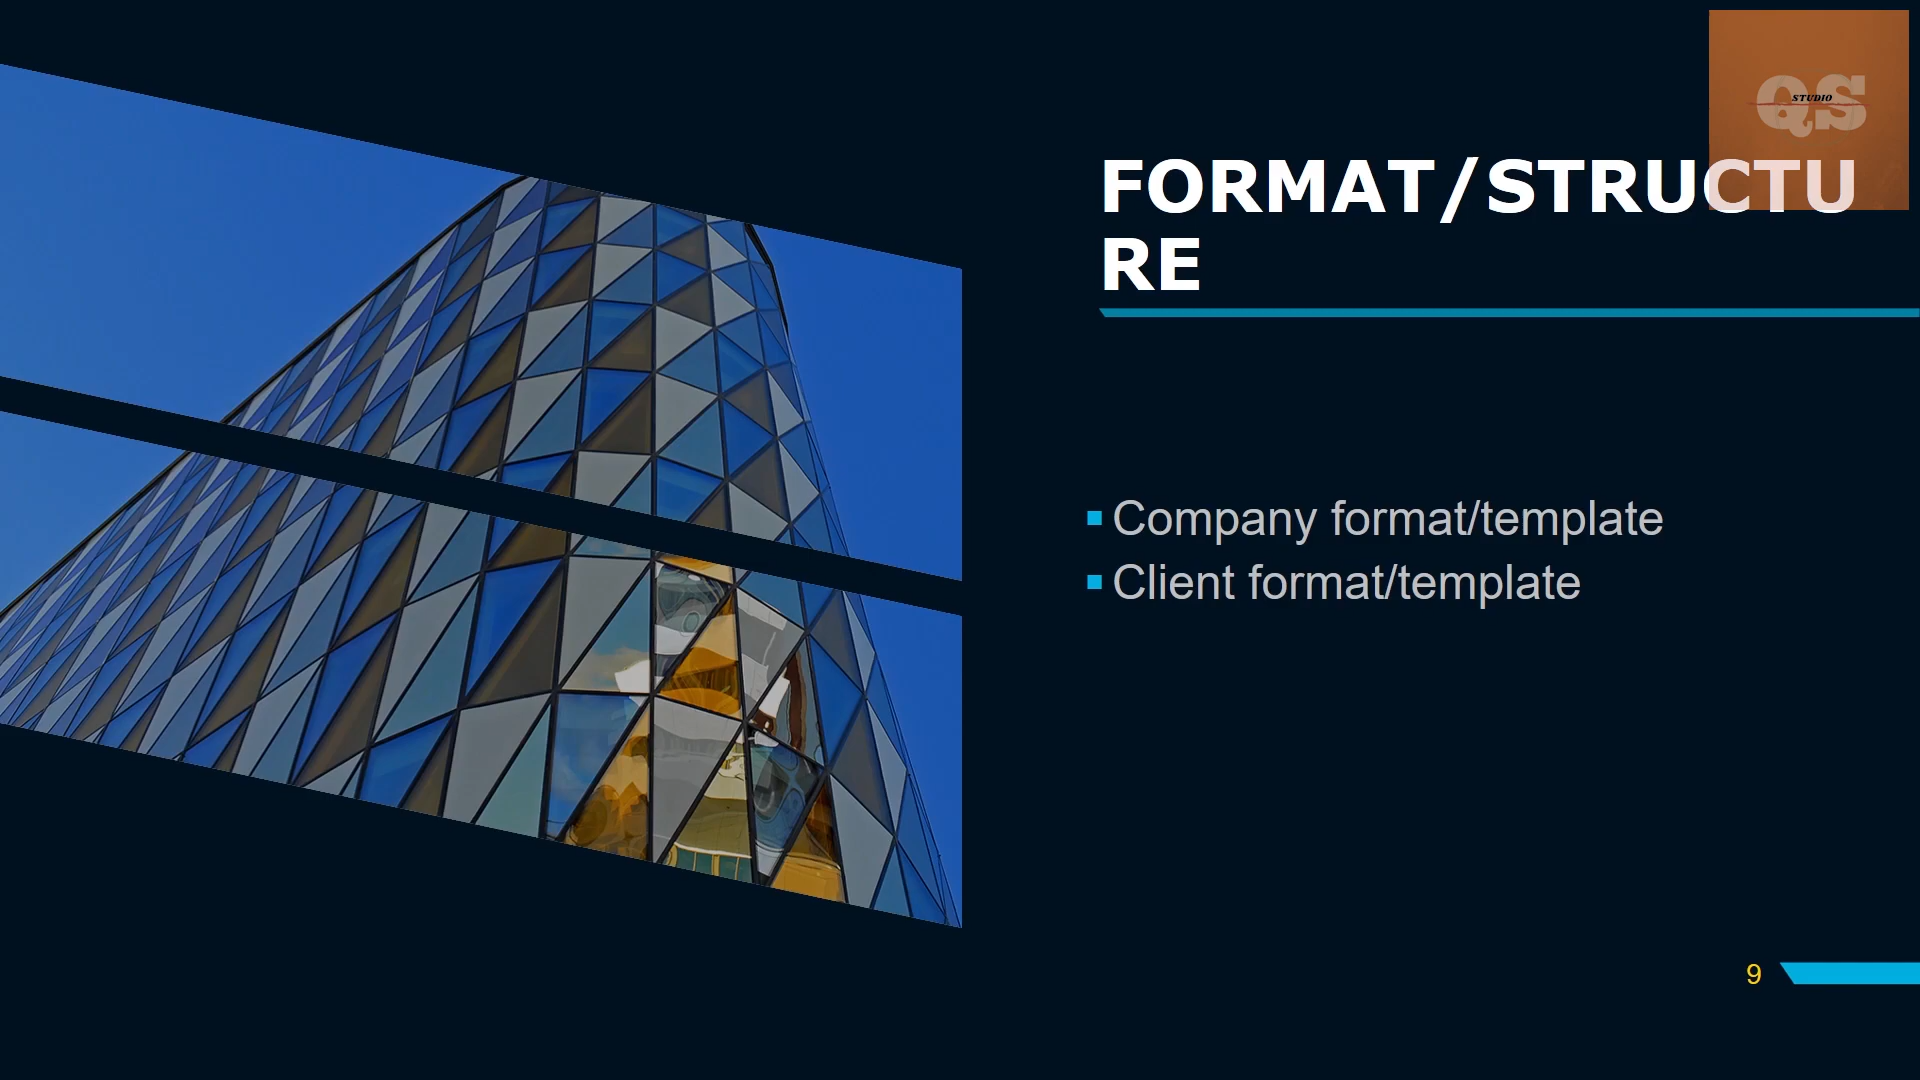 QS
STUDIO
FORMAT/STRUCTU
RE
Company format/template
Client format/template
9